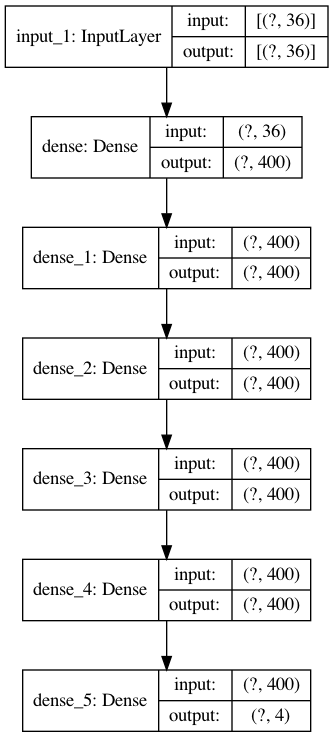 input_1: InputLayer
input: [(?, 36)]
output: [(?, 36)]
dense: Dense
input: (?, 36)
output: (?, 400)
dense_1: Dense
input: (?, 400)
output: (?, 400)
dense_2: Dense
input: (?, 400)
output: (?, 400)
dense_3: Dense
input: (?, 400)
output: (?, 400)
dense_4: Dense
input: (?, 400)
output: (?, 400)
dense_5: Dense
input: (?, 400)
output: (?, 4)